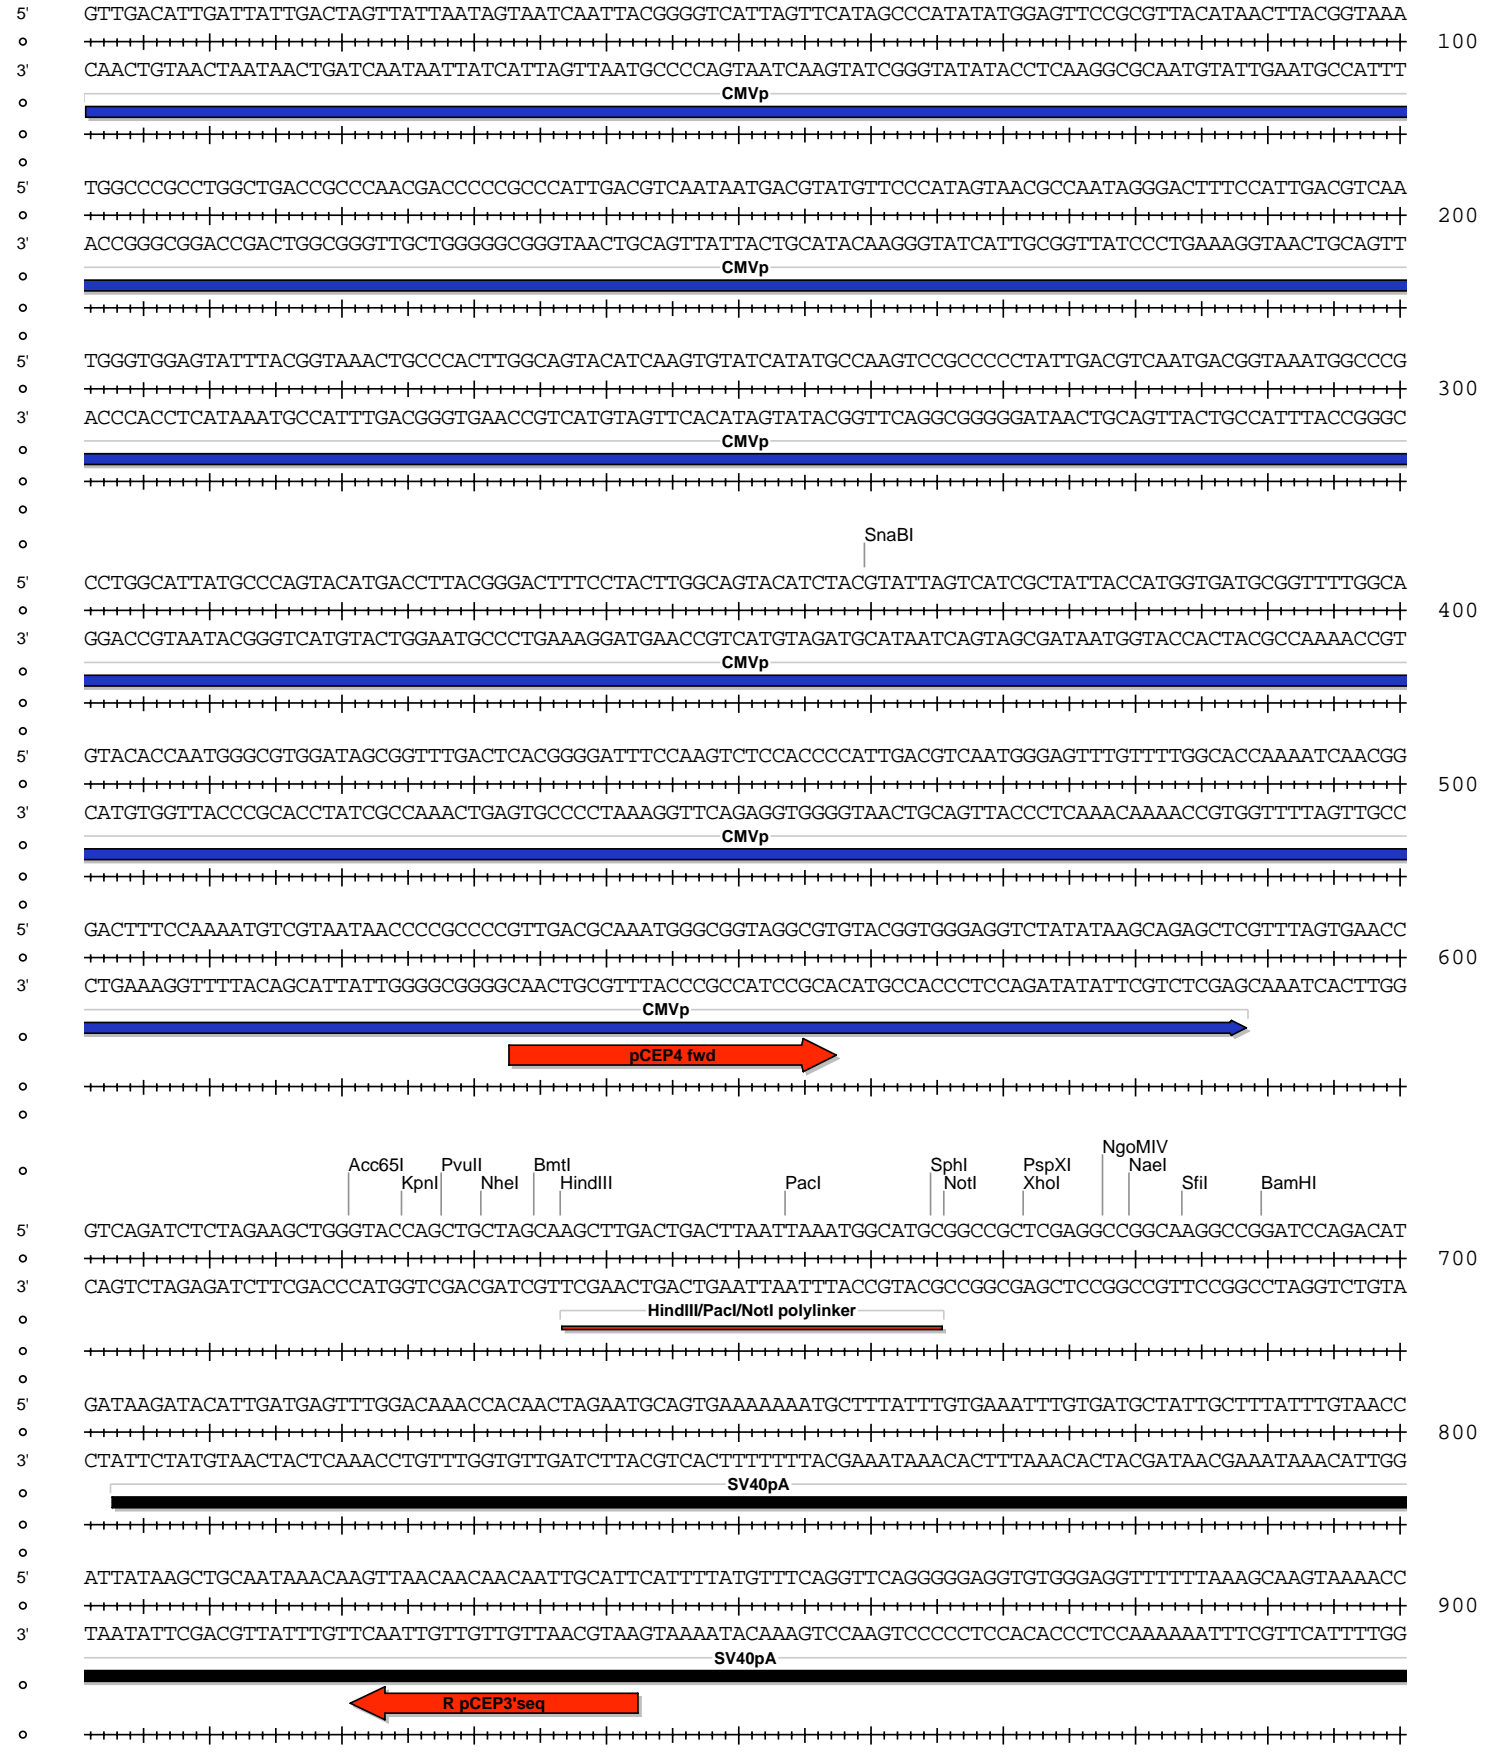 5' GTTGACATTGATTATTGACTAGTTATTAATAGTAATCAATTACGGGGTCATTAGTTCATAGCCCATATATGGAGTTCCGCGTTACATAACTTACGGTAAA
100
3' CAACTGTAACTAATAACTGATCAATAATTATCATTAGTTAATGCCCCAGTAATCAAGTATCGGGTATATACCTCAAGGCGCAATGTATTGAATGCCATTT
CMVp
5' TGGCCCGCCTGGCTGACCGCCCAACGACCCCCGCCCATTGACGTCAATAATGACGTATGTTCCCATAGTAACGCCAATAGGGACTTTCCATTGACGTCAA
200
3' ACCGGGCGGACCGACTGGCGGGTTGCTGGGGGCGGGTAACTGCAGTTATTACTGCATACAAGGGTATCATTGCGGTTATCCCTGAAAGGTAACTGCAGTT
CMVp
5' TGGGTGGAGTATTTACGGTAAACTGCCCACTTGGCAGTACATCAAGTGTATCATATGCCAAGTCCGCCCCCTATTGACGTCAATGACGGTAAATGGCCCG
300
3' ACCCACCTCATAAATGCCATTTGACGGGTGAACCGTCATGTAGTTCACATAGTATACGGTTCAGGCGGGGGATAACTGCAGTTACTGCCATTTACCGGGC
CMVp
SnaBI
5' CCTGGCATTATGCCCAGTACATGACCTTACGGGACTTTCCTACTTGGCAGTACATCTACGTATTAGTCATCGCTATTACCATGGTGATGCGGTTTTGGCA
400
3' GGACCGTAATACGGGTCATGTACTGGAATGCCCTGAAAGGATGAACCGTCATGTAGATGCATAATCAGTAGCGATAATGGTACCACTACGCCAAAACCGT
CMVp
5' GTACACCAATGGGCGTGGATAGCGGTTTGACTCACGGGGATTTCCAAGTCTCCACCCCATTGACGTCAATGGGAGTTTGTTTTGGCACCAAAATCAACGG
500
3' CATGTGGTTACCCGCACCTATCGCCAAACTGAGTGCCCCTAAAGGTTCAGAGGTGGGGTAACTGCAGTTACCCTCAAACAAAACCGTGGTTTTAGTTGCC
CMVp
5' GACTTTCCAAAATGTCGTAATAACCCCGCCCCGTTGACGCAAATGGGCGGTAGGCGTGTACGGTGGGAGGTCTATATAAGCAGAGCTCGTTTAGTGAACC
600
3' CTGAAAGGTTTTACAGCATTATTGGGGCGGGGCAACTGCGTTTACCCGCCATCCGCACATGCCACCCTCCAGATATATTCGTCTCGAGCAAATCACTTGG
CMVp
pCEP4 fwd
NgoMIV
Acc65I PvuII BmtI SphI PspXI NaeI
KpnI NheI HindIII PacI NotI XhoI SfiI BamHI
5' GTCAGATCTCTAGAAGCTGGGTACCAGCTGCTAGCAAGCTTGACTGACTTAATTAAATGGCATGCGGCCGCTCGAGGCCGGCAAGGCCGGATCCAGACAT
700
3' CAGTCTAGAGATCTTCGACCCATGGTCGACGATCGTTCGAACTGACTGAATTAATTTACCGTACGCCGGCGAGCTCCGGCCGTTCCGGCCTAGGTCTGTA
HindIII/PacI/NotI polylinker
5' GATAAGATACATTGATGAGTTTGGACAAACCACAACTAGAATGCAGTGAAAAAAATGCTTTATTTGTGAAATTTGTGATGCTATTGCTTTATTTGTAACC
800
3' CTATTCTATGTAACTACTCAAACCTGTTTGGTGTTGATCTTACGTCACTTTTTTTACGAAATAAACACTTTAAACACTACGATAACGAAATAAACATTGG
SV40pA
5' ATTATAAGCTGCAATAAACAAGTTAACAACAACAATTGCATTCATTTTATGTTTCAGGTTCAGGGGGAGGTGTGGGAGGTTTTTTAAAGCAAGTAAAACC
900
3' TAATATTCGACGTTATTTGTTCAATTGTTGTTGTTAACGTAAGTAAAATACAAAGTCCAAGTCCCCCTCCACACCCTCCAAAAAATTTCGTTCATTTTGG
SV40pA
R pCEP3'seq